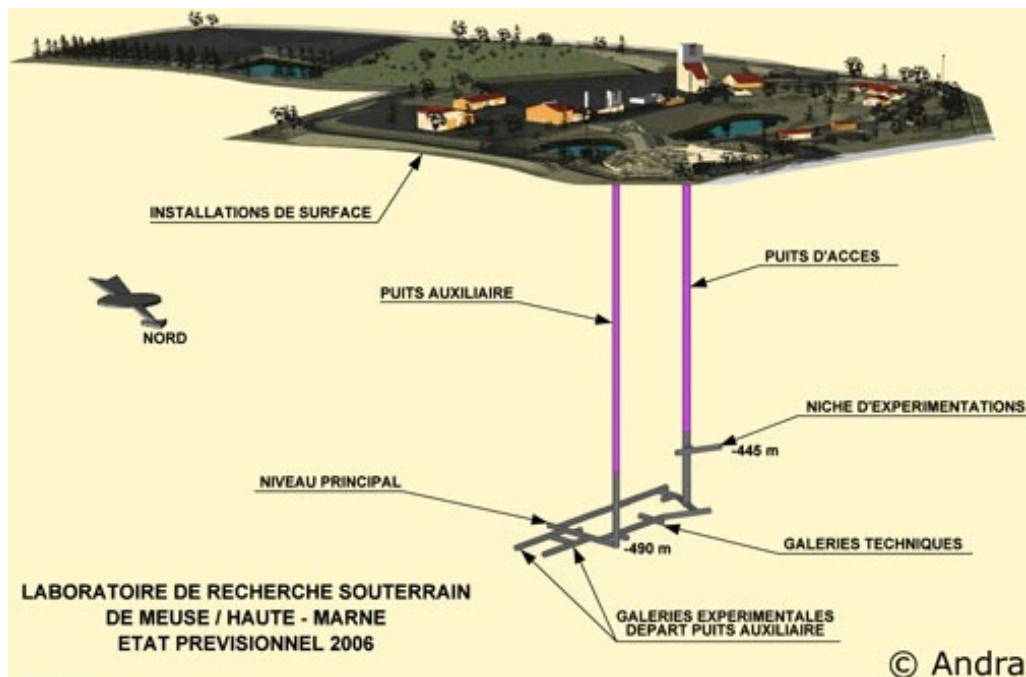 INSTALLATIONS DE SURFACE
PUITS D'ACCES
PUITS AUXILIAIRE
NORD
NICHE D'EXPERIMENTATIONS
-445 m
NIVEAU PRINCIPAL
-490 m
GALERIES TECHNIQUES
LABORATOIRE DE RECHERCHE SOUTERRAIN
DE MEUSE / HAUTE - MARNE
ETAT PREVISIONNEL 2006
GALERIES EXPERIMENTALES
DEPART PUITS AUXILIAIRE
© Andra